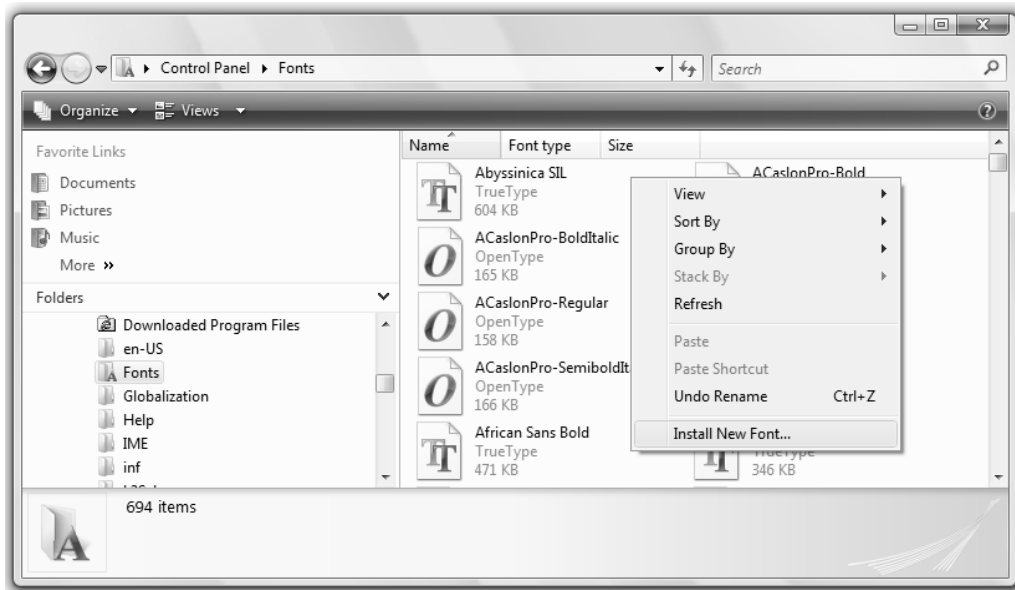 Control Panel ▸ Fonts
Search
Organize
Views
Favorite Links
Documents
Pictures
Music
More »
Folders
Downloaded Program Files
en-US
Fonts
Globalization
Help
IME
inf
Name Font type Size
Abyssinica SIL
TrueType
604 KB
ACaslonPro-BoldItalic
OpenType
165 KB
ACaslonPro-Regular
OpenType
158 KB
ACaslonPro-SemiboldIt
OpenType
166 KB
African Sans Bold
TrueType
471 KB
ACaslonPro-Bold
TrueType
346 KB
View
Sort By
Group By
Stack By
Refresh
Paste
Paste Shortcut
Undo Rename Ctrl+Z
Install New Font...
694 items